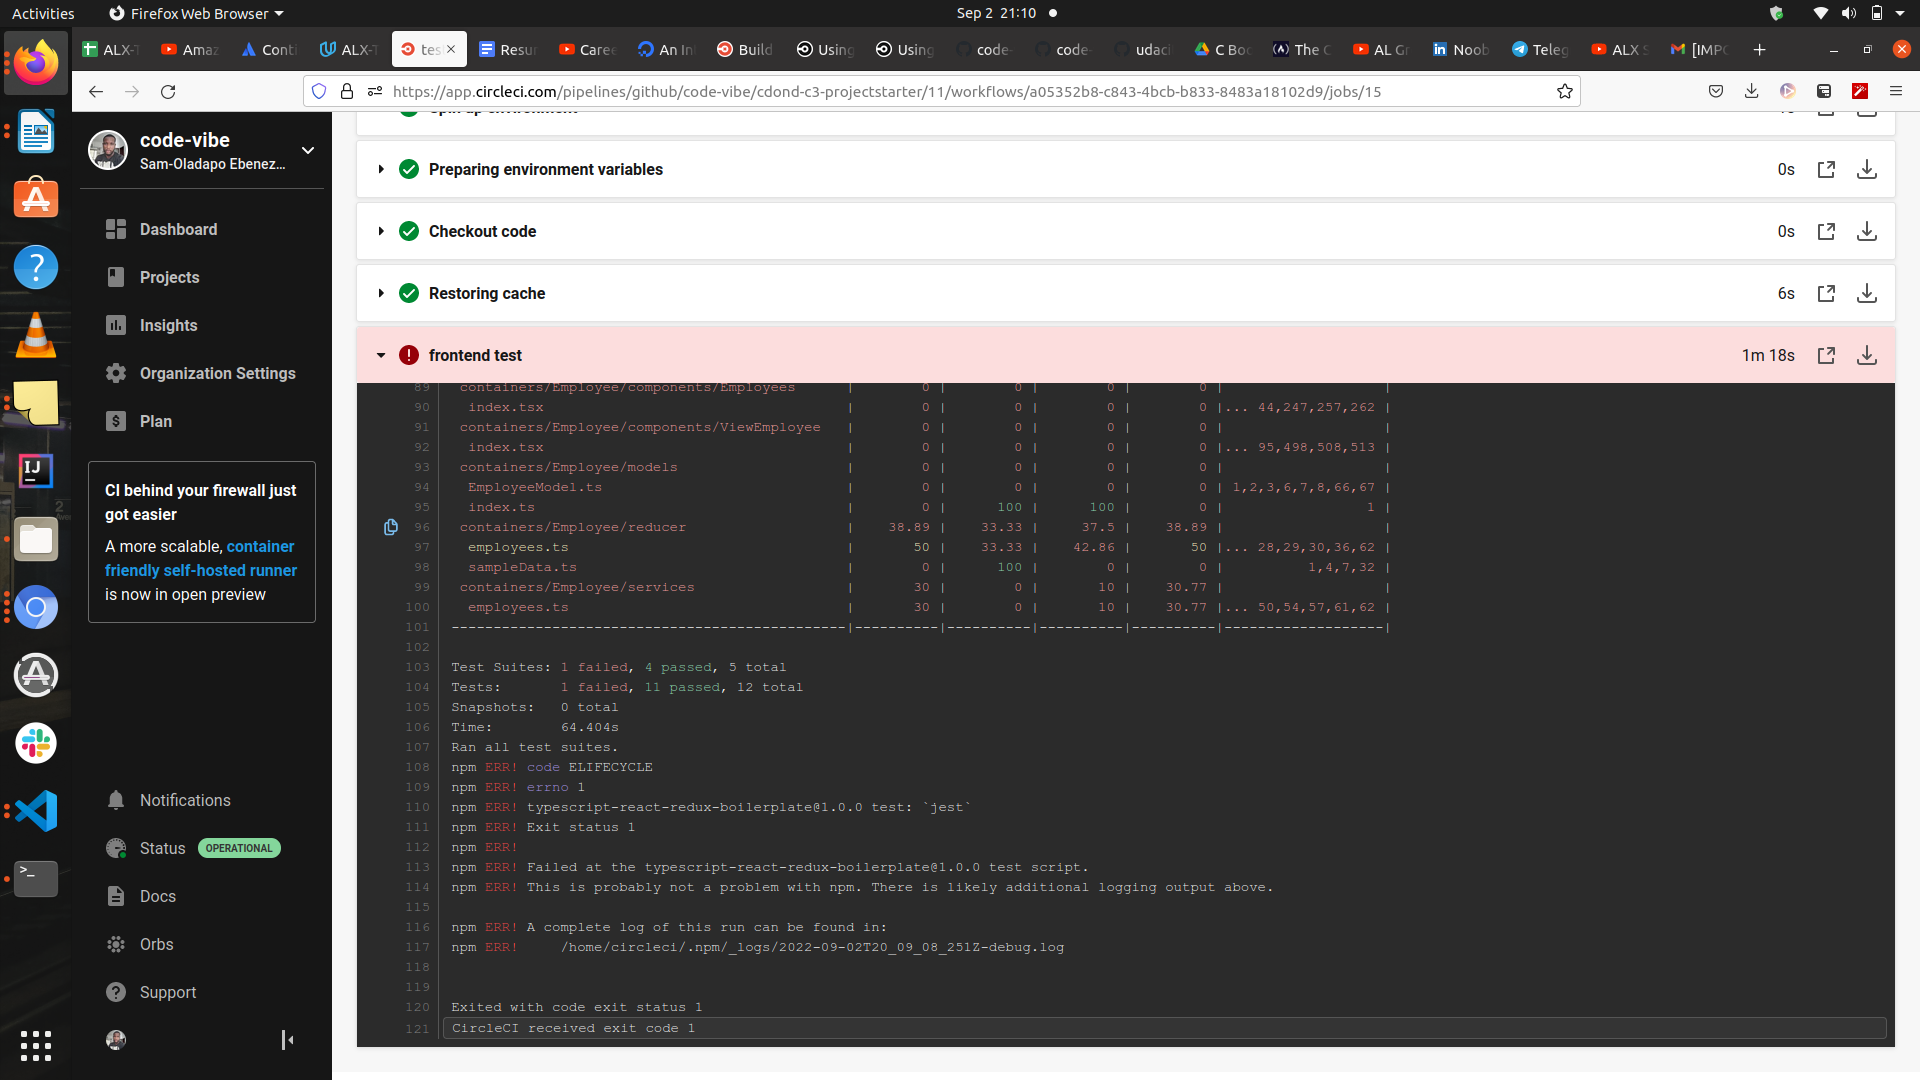 Activities
Firefox Web Browser
Sep 2 21:10
ALX-T
Amaz
Conti
ALX-T
tes
Resu
Caree
An In
Build
Using
Using
code-
code-
udaci
C Boo
The C
AL Gr
Noob
Teleg
ALX S
[IMPO
https://app.circleci.com/pipelines/github/code-vibe/cdond-c3-projectstarter/11/workflows/a05352b8-c843-4bcb-b833-8483a18102d9/jobs/15
code-vibe
Sam-Oladapo Ebenez...
Dashboard
Projects
Insights
Organization Settings
Plan
CI behind your firewall just
got easier
A more scalable, container
friendly self-hosted runner
is now in open preview
Notifications
Status OPERATIONAL
Docs
Orbs
Support
Spin up environment
Preparing environment variables 0s
Checkout code 0s
Restoring cache 6s
frontend test 1m 18s
89 containers/Employee/components/Employees | 0 | 0 | 0 | 0 | |
90 index.tsx | 0 | 0 | 0 | 0 |... 44,247,257,262 |
91 containers/Employee/components/ViewEmployee | 0 | 0 | 0 | 0 | |
92 index.tsx | 0 | 0 | 0 | 0 |... 95,498,508,513 |
93 containers/Employee/models | 0 | 0 | 0 | 0 | |
94 EmployeeModel.ts | 0 | 0 | 0 | 0 | 1,2,3,6,7,8,66,67 |
95 index.ts | 0 | 100 | 100 | 0 | 1 |
96 containers/Employee/reducer | 38.89 | 33.33 | 37.5 | 38.89 | |
97 employees.ts | 50 | 33.33 | 42.86 | 50 |... 28,29,30,36,62 |
98 sampleData.ts | 0 | 100 | 0 | 0 | 1,4,7,32 |
99 containers/Employee/services | 30 | 0 | 10 | 30.77 | |
100 employees.ts | 30 | 0 | 10 | 30.77 |... 50,54,57,61,62 |
101 -----------------------------------------------|----------|----------|----------|----------|-------------------|
102
103 Test Suites: 1 failed, 4 passed, 5 total
104 Tests: 1 failed, 11 passed, 12 total
105 Snapshots: 0 total
106 Time: 64.404s
107 Ran all test suites.
108 npm ERR! code ELIFECYCLE
109 npm ERR! errno 1
110 npm ERR! typescript-react-redux-boilerplate@1.0.0 test: `jest`
111 npm ERR! Exit status 1
112 npm ERR!
113 npm ERR! Failed at the typescript-react-redux-boilerplate@1.0.0 test script.
114 npm ERR! This is probably not a problem with npm. There is likely additional logging output above.
115
116 npm ERR! A complete log of this run can be found in:
117 npm ERR! /home/circleci/.npm/_logs/2022-09-02T20_09_08_251Z-debug.log
118
119
120 Exited with code exit status 1
121 CircleCI received exit code 1